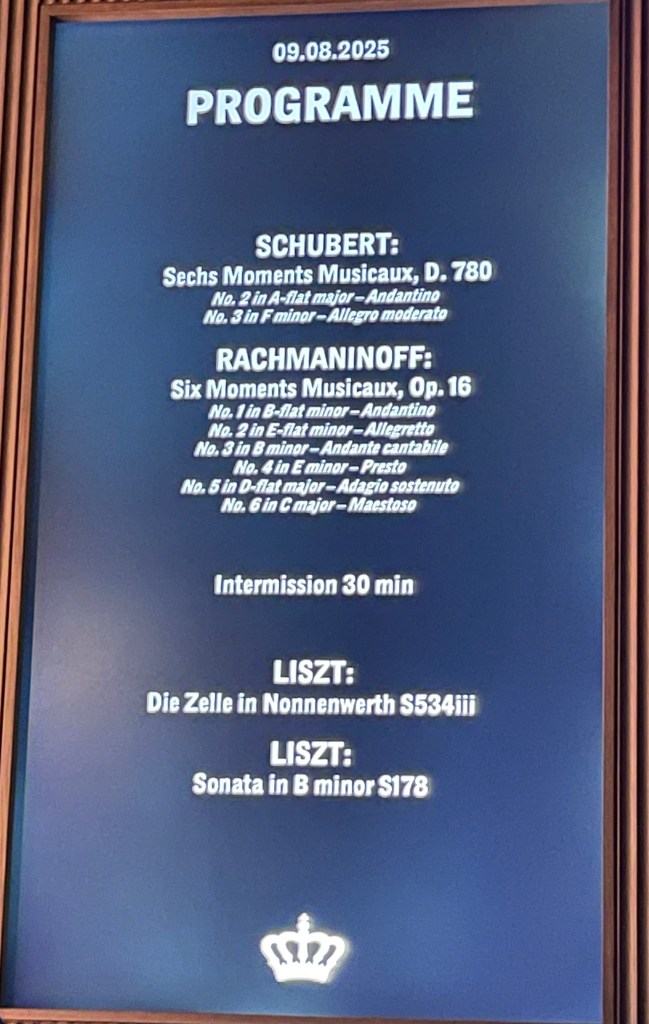 09.08.2025
PROGRAMME
SCHUBERT:
Sechs Moments Musicaux, D. 780
No. 2 in A-flat major – Andantino
No. 3 in F minor – Allegro moderato
RACHMANINOFF:
Six Moments Musicaux, Op. 16
No. 1 in B-flat minor – Andantino
No. 2 in E-flat minor – Allegretto
No. 3 in B minor – Andante cantabile
No. 4 in E minor – Presto
No. 5 in D-flat major – Adagio sostenuto
No. 6 in C major – Maestoso
Intermission 30 min
LISZT:
Die Zelle in Nonnenwerth S534iii
LISZT:
Sonata in B minor S178